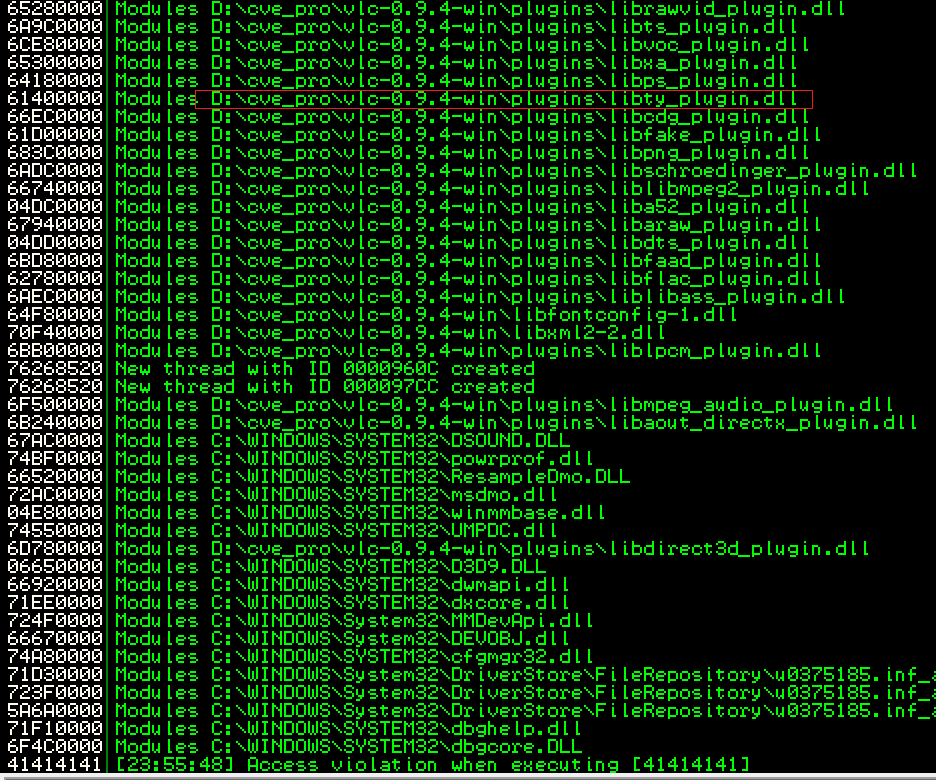 65280000 Modules D:\cve_pro\vlc-0.9.4-win\plugins\librawvid_plugin.dll
6A9C0000 Modules D:\cve_pro\vlc-0.9.4-win\plugins\libts_plugin.dll
6CE80000 Modules D:\cve_pro\vlc-0.9.4-win\plugins\libvoc_plugin.dll
65300000 Modules D:\cve_pro\vlc-0.9.4-win\plugins\libxa_plugin.dll
64180000 Modules D:\cve_pro\vlc-0.9.4-win\plugins\libps_plugin.dll
61400000 Modules D:\cve_pro\vlc-0.9.4-win\plugins\libty_plugin.dll
66EC0000 Modules D:\cve_pro\vlc-0.9.4-win\plugins\libcdg_plugin.dll
61D00000 Modules D:\cve_pro\vlc-0.9.4-win\plugins\libfake_plugin.dll
683C0000 Modules D:\cve_pro\vlc-0.9.4-win\plugins\libpng_plugin.dll
6ADC0000 Modules D:\cve_pro\vlc-0.9.4-win\plugins\libschroedinger_plugin.dll
66740000 Modules D:\cve_pro\vlc-0.9.4-win\plugins\liblibmpeg2_plugin.dll
04DC0000 Modules D:\cve_pro\vlc-0.9.4-win\plugins\liba52_plugin.dll
67940000 Modules D:\cve_pro\vlc-0.9.4-win\plugins\libaraw_plugin.dll
04DD0000 Modules D:\cve_pro\vlc-0.9.4-win\plugins\libdts_plugin.dll
6BD80000 Modules D:\cve_pro\vlc-0.9.4-win\plugins\libfaad_plugin.dll
62780000 Modules D:\cve_pro\vlc-0.9.4-win\plugins\libflac_plugin.dll
6AEC0000 Modules D:\cve_pro\vlc-0.9.4-win\plugins\liblibass_plugin.dll
64F80000 Modules D:\cve_pro\vlc-0.9.4-win\libfontconfig-1.dll
70F40000 Modules D:\cve_pro\vlc-0.9.4-win\libxml2-2.dll
6BB00000 Modules D:\cve_pro\vlc-0.9.4-win\plugins\liblpcm_plugin.dll
76268520 New thread with ID 0000960C created
76268520 New thread with ID 000097CC created
6F500000 Modules D:\cve_pro\vlc-0.9.4-win\plugins\libmpeg_audio_plugin.dll
6B240000 Modules D:\cve_pro\vlc-0.9.4-win\plugins\libaout_directx_plugin.dll
67AC0000 Modules C:\WINDOWS\SYSTEM32\DSOUND.DLL
74BF0000 Modules C:\WINDOWS\SYSTEM32\powrprof.dll
66520000 Modules C:\WINDOWS\SYSTEM32\ResampleDmo.DLL
72AC0000 Modules C:\WINDOWS\SYSTEM32\msdmo.dll
04E80000 Modules C:\WINDOWS\SYSTEM32\winmmbase.dll
74550000 Modules C:\WINDOWS\SYSTEM32\UMPDC.dll
6D780000 Modules D:\cve_pro\vlc-0.9.4-win\plugins\libdirect3d_plugin.dll
06650000 Modules C:\WINDOWS\SYSTEM32\D3D9.DLL
66920000 Modules C:\WINDOWS\SYSTEM32\dwmapi.dll
71EE0000 Modules C:\WINDOWS\SYSTEM32\dxcore.dll
724F0000 Modules C:\WINDOWS\System32\MMDevApi.dll
66670000 Modules C:\WINDOWS\System32\DEVOBJ.dll
74A80000 Modules C:\WINDOWS\SYSTEM32\cfgmgr32.dll
71D30000 Modules C:\WINDOWS\System32\DriverStore\FileRepository\u0375185.inf_a
723F0000 Modules C:\WINDOWS\System32\DriverStore\FileRepository\u0375185.inf_a
5A6A0000 Modules C:\WINDOWS\System32\DriverStore\FileRepository\u0375185.inf_a
71F10000 Modules C:\WINDOWS\SYSTEM32\dbghelp.dll
6F4C0000 Modules C:\WINDOWS\SYSTEM32\dbgcore.DLL
41414141 [23:55:48] Access violation when executing [41414141]